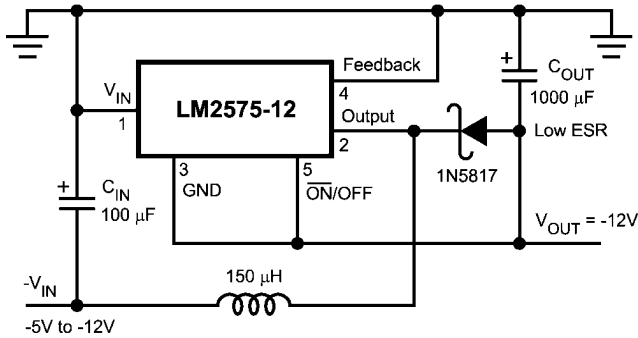 Feedback
4
+
C_OUT
1000 μF
V_IN
1
LM2575-12
Output
2
Low ESR
1N5817
3
GND
5
O̅N̅/OFF
+
C_IN
100 μF
V_OUT = -12V
150 μH
-V_IN
-5V to -12V